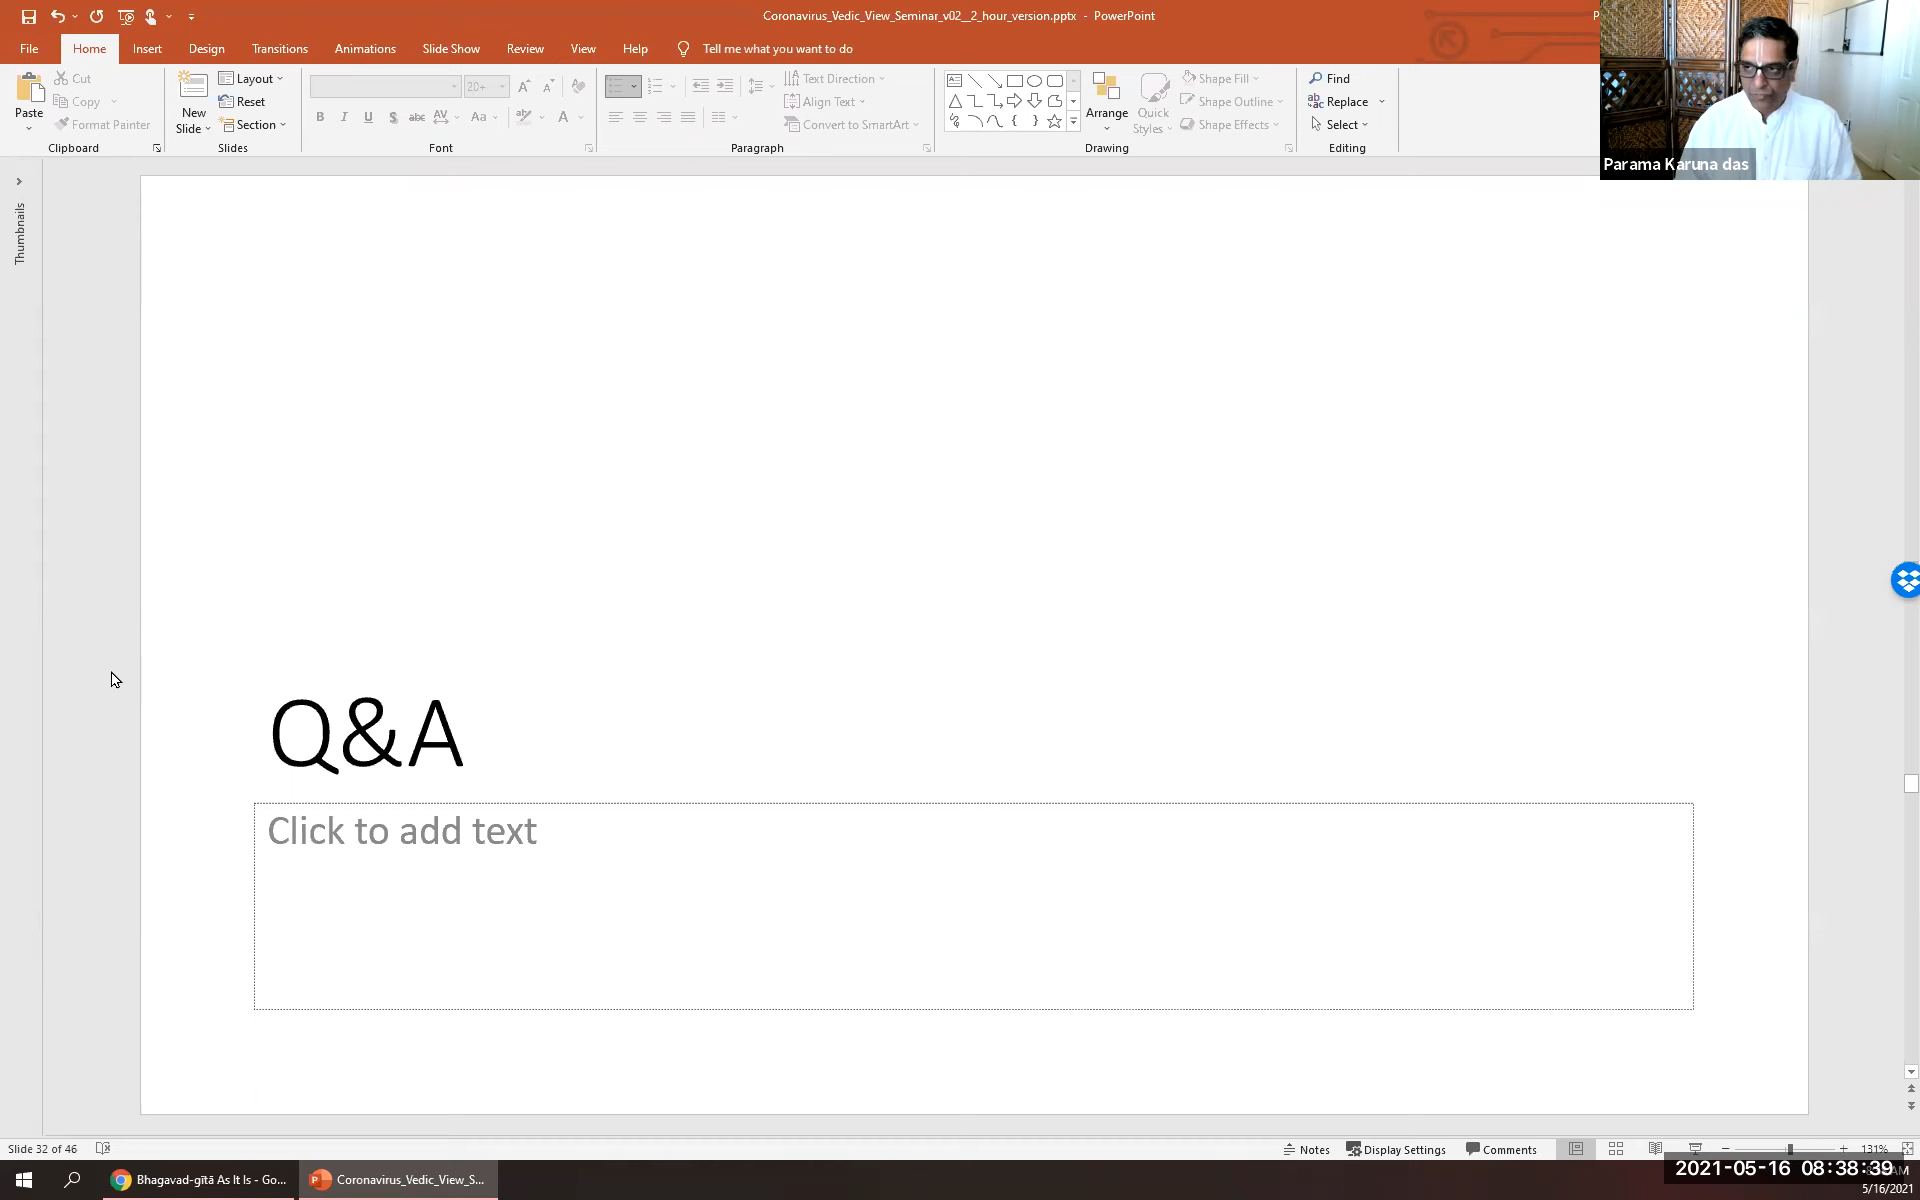 Coronavirus_Vedic_View_Seminar_v02__2_hour_version.pptx - PowerPoint
File Home Insert Design Transitions Animations Slide Show Review View Help Tell me what you want to do
Paste
Cut
Copy
Format Painter
Clipboard
New
Slide
Layout
Reset
Section
Slides
20+
B I U S abc AV Aa A
Font
Text Direction
Align Text
Convert to SmartArt
Paragraph
Arrange
Quick
Styles
Shape Fill
Shape Outline
Shape Effects
Drawing
Find
Replace
Select
Editing
Parama Karuna das
Thumbnails
Q&A
Click to add text
Slide 32 of 46
Notes Display Settings Comments 131%
Bhagavad-gītā As It Is - Go...
Coronavirus_Vedic_View_S...
2021-05-16 08:38:39
5/16/2021